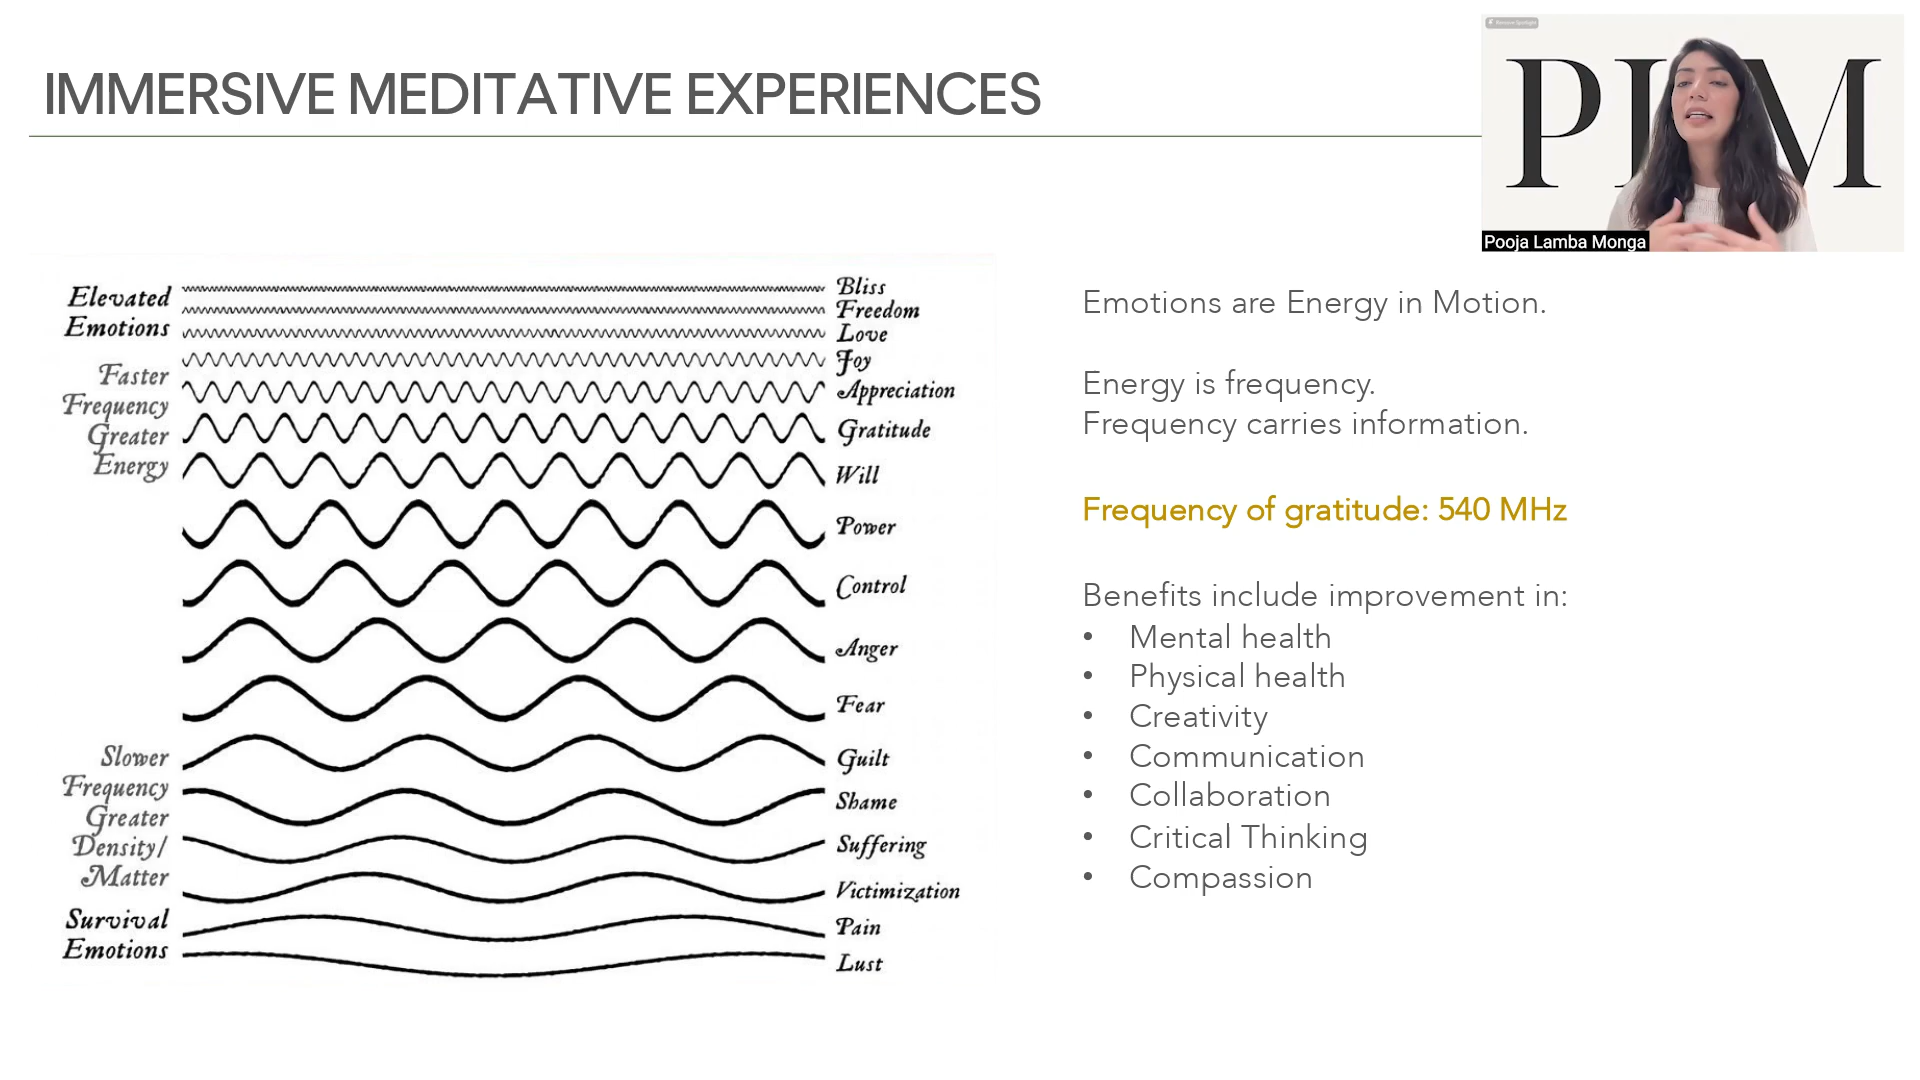 IMMERSIVE MEDITATIVE EXPERIENCES
Pooja Lamba Monga
Elevated
Emotions
Faster
Frequency
Greater
Energy
Slower
Frequency
Greater
Density/
Matter
Survival
Emotions
Bliss
Freedom
Love
Joy
Appreciation
Gratitude
Will
Power
Control
Anger
Fear
Guilt
Shame
Suffering
Victimization
Pain
Lust
Emotions are Energy in Motion.
Energy is frequency.
Frequency carries information.
Frequency of gratitude: 540 MHz
Benefits include improvement in:
• Mental health
• Physical health
• Creativity
• Communication
• Collaboration
• Critical Thinking
• Compassion